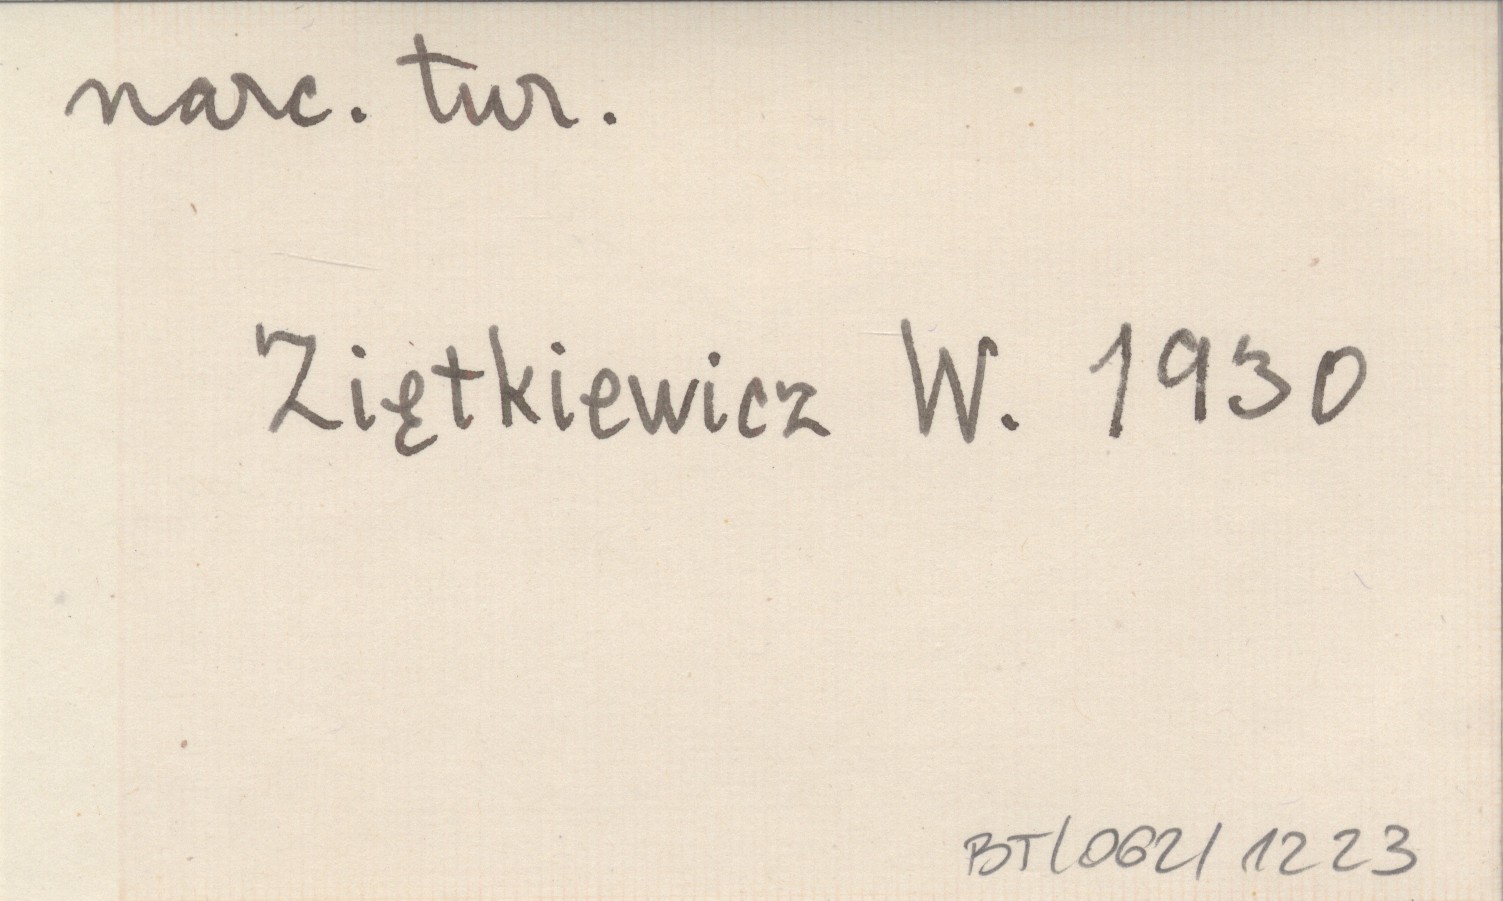 narc. tur.
Ziętkiewicz W. 1930
BT/062/1223